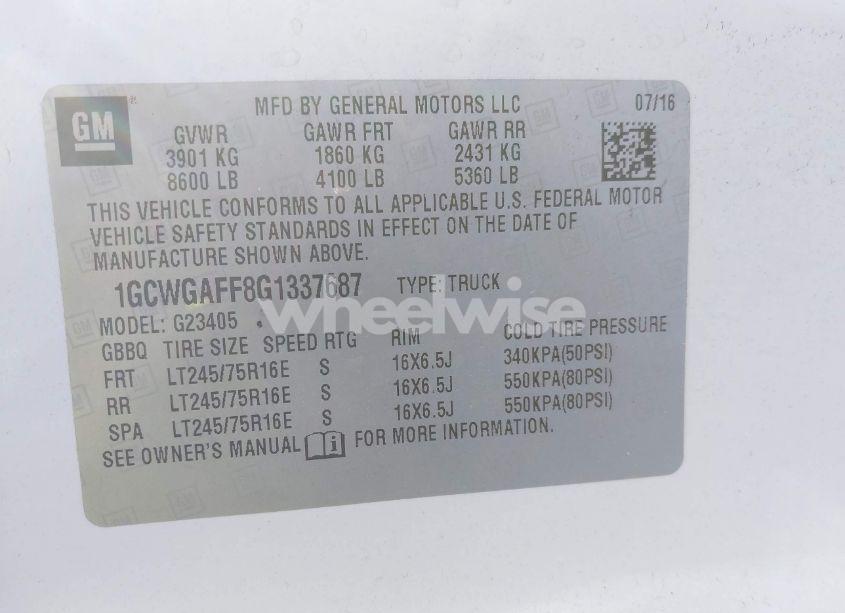 GM
MFD BY GENERAL MOTORS LLC 07/16
GVWR GAWR FRT GAWR RR
3901 KG 1860 KG 2431 KG
8600 LB 4100 LB 5360 LB
THIS VEHICLE CONFORMS TO ALL APPLICABLE U.S. FEDERAL MOTOR
VEHICLE SAFETY STANDARDS IN EFFECT ON THE DATE OF
MANUFACTURE SHOWN ABOVE.
1GCWGAFF8G1337687 TYPE: TRUCK
wheelwise
MODEL: G23405
GBBQ TIRE SIZE SPEED RTG RIM COLD TIRE PRESSURE
FRT LT245/75R16E S 16X6.5J 340KPA(50PSI)
RR LT245/75R16E S 16X6.5J 550KPA(80PSI)
SPA LT245/75R16E S 16X6.5J 550KPA(80PSI)
SEE OWNER'S MANUAL i FOR MORE INFORMATION.